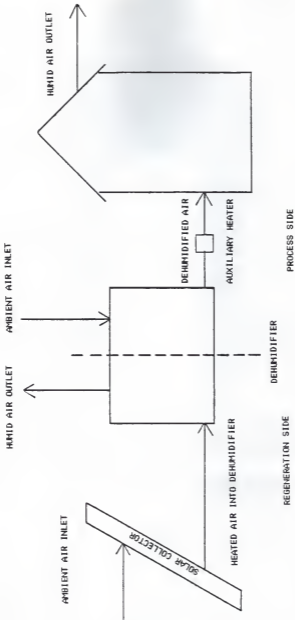 HUMID AIR OUTLET
AMBIENT AIR INLET
HUMID AIR OUTLET
DEHUMIDIFIED AIR
AUXILIARY HEATER
AMBIENT AIR INLET
SOLAR COLLECTOR
HEATED AIR INTO DEHUMIDIFIER
DEHUMIDIFIER
REGENERATION SIDE
PROCESS SIDE